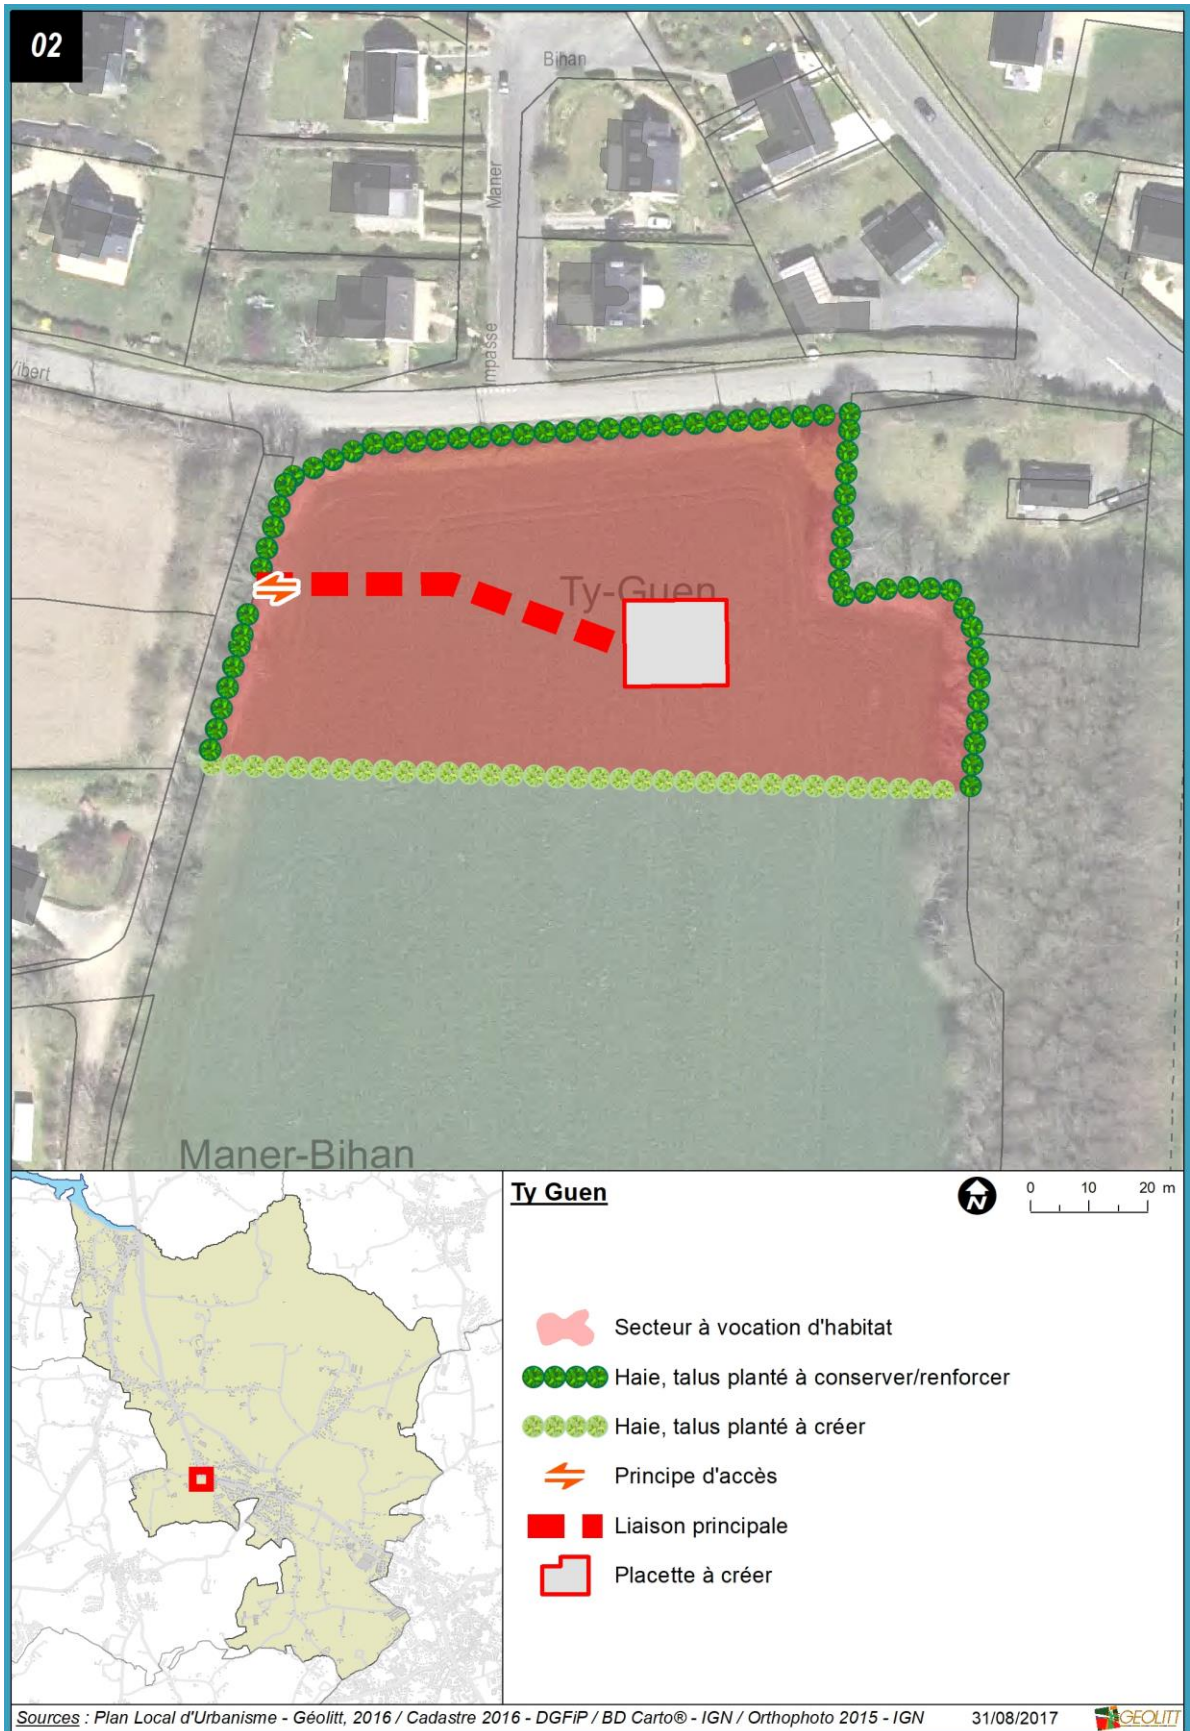 02
Bihan
Maner
Impasse
Vibert
Ty-Guen
Maner-Bihan
Ty Guen
N
0 10 20 m
Secteur à vocation d'habitat
Haie, talus planté à conserver/renforcer
Haie, talus planté à créer
Principe d'accès
Liaison principale
Placette à créer
Sources : Plan Local d'Urbanisme - Géolitt, 2016 / Cadastre 2016 - DGFiP / BD Carto® - IGN / Orthophoto 2015 - IGN 31/08/2017 GEOLITT